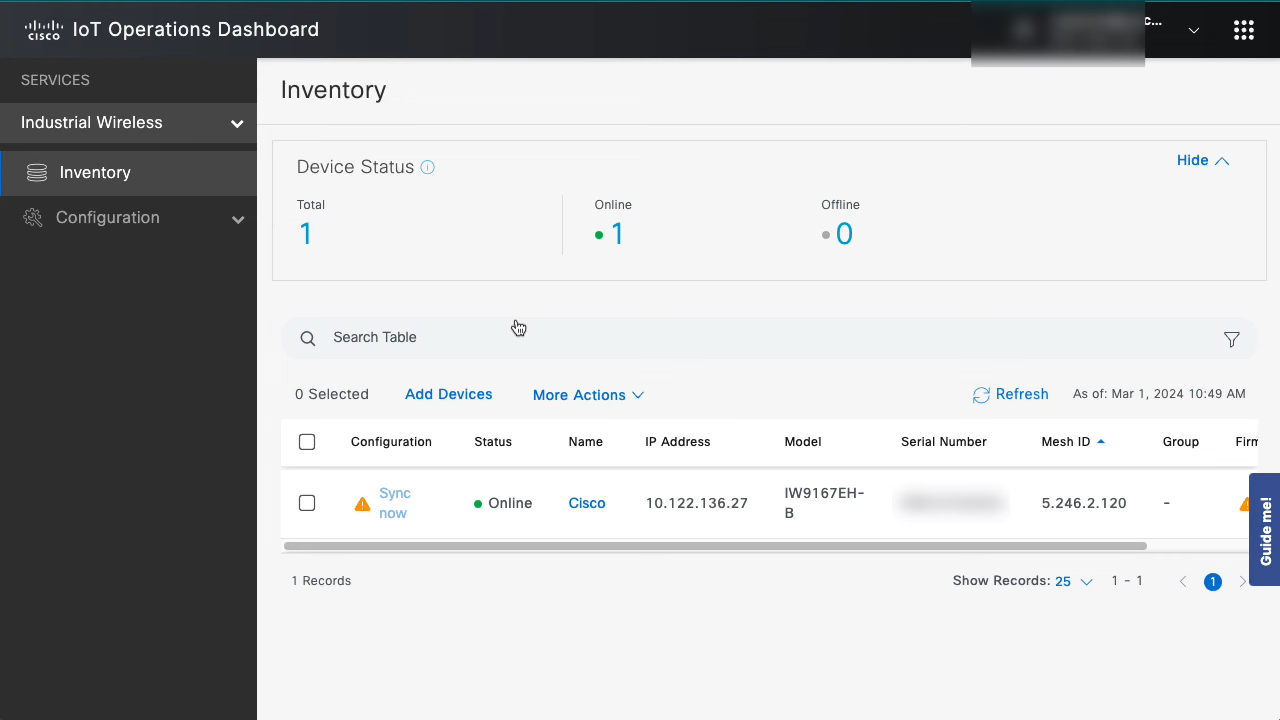 cisco IoT Operations Dashboard
c...
SERVICES
Industrial Wireless
Inventory
Configuration
Inventory
Device Status
Hide
Total
1
Online
1
Offline
0
Search Table
0 Selected Add Devices More Actions Refresh As of: Mar 1, 2024 10:49 AM
Configuration Status Name IP Address Model Serial Number Mesh ID Group Firm
Sync now Online Cisco 10.122.136.27 IW9167EH-B 5.246.2.120 -
Guide me!
1 Records Show Records: 25 1 - 1 1